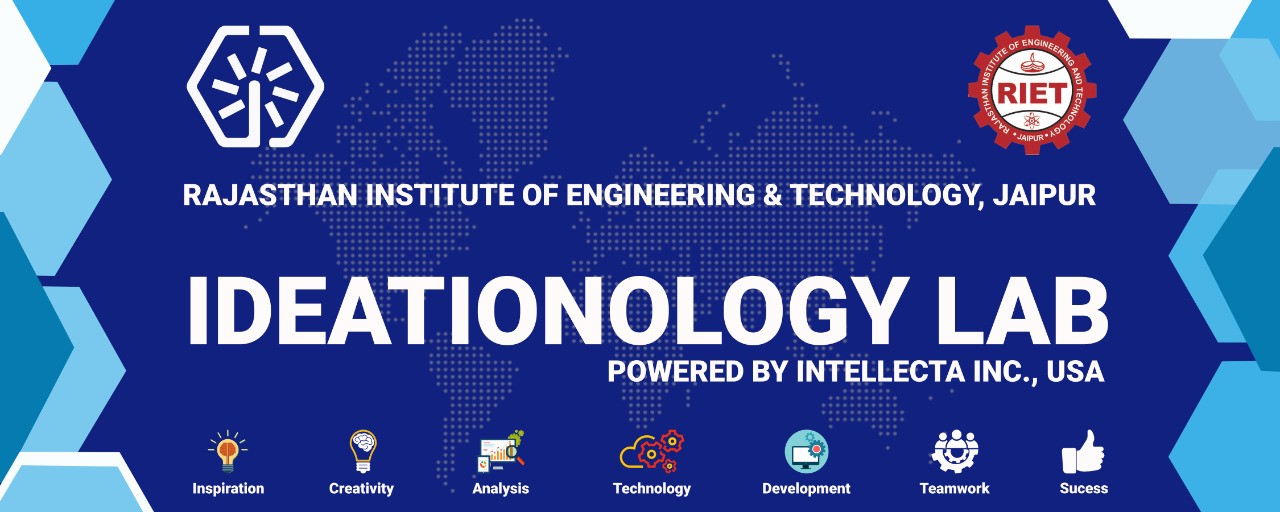 RAJASTHAN INSTITUTE OF ENGINEERING AND TECHNOLOGY
RIET
• JAIPUR •
RAJASTHAN INSTITUTE OF ENGINEERING & TECHNOLOGY, JAIPUR
IDEATIONOLOGY LAB
POWERED BY INTELLECTA INC., USA
Inspiration
Creativity
Analysis
Technology
Development
Teamwork
Sucess